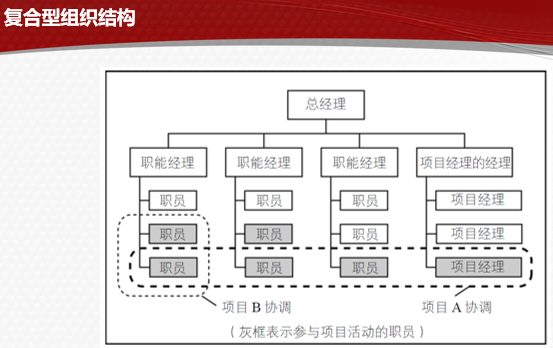 复合型组织结构
总经理
职能经理 职能经理 职能经理 项目经理的经理
职员 职员 职员 项目经理
职员 职员 职员 项目经理
职员 职员 职员 项目经理
项目 B 协调 项目 A 协调
（灰框表示参与项目活动的职员）